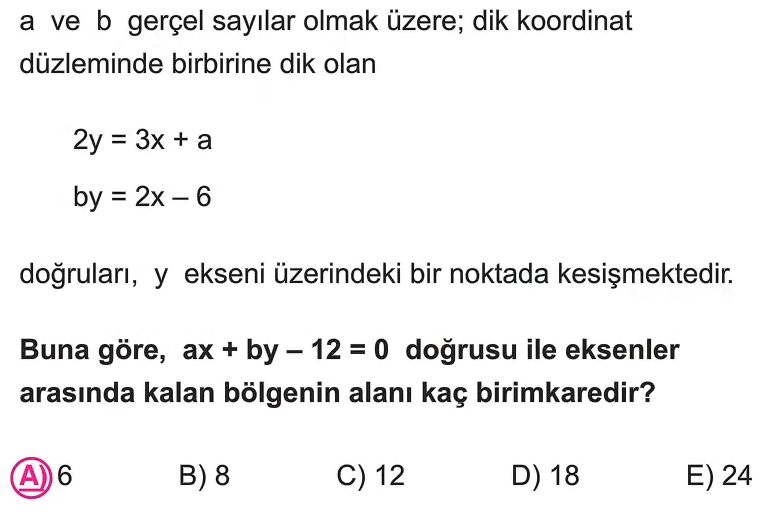 a ve b gerçel sayılar olmak üzere; dik koordinat
düzleminde birbirine dik olan
2y = 3x + a
by = 2x – 6
doğruları, y ekseni üzerindeki bir noktada kesişmektedir.
Buna göre, ax + by – 12 = 0 doğrusu ile eksenler
arasında kalan bölgenin alanı kaç birimkaredir?
A) 6 B) 8 C) 12 D) 18 E) 24